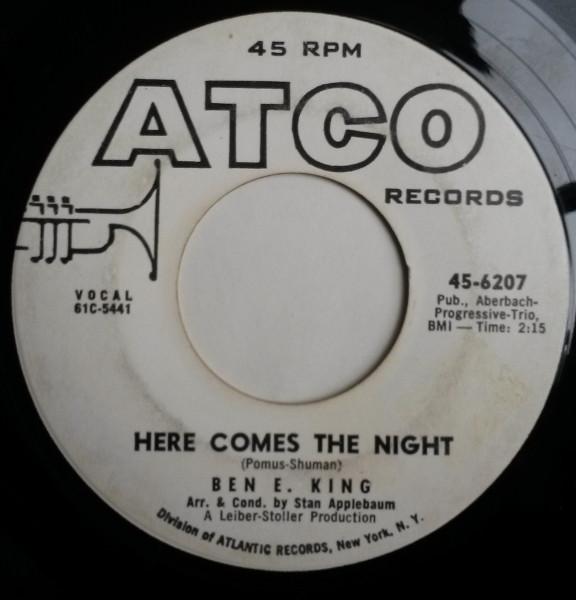 45 RPM
ATCO
RECORDS
VOCAL
61C-5441
45-6207
Pub., Aberbach-
Progressive-Trio,
BMI — Time: 2:15
HERE COMES THE NIGHT
(Pomus-Shuman)
BEN E. KING
Arr. & Cond. by Stan Applebaum
A Leiber-Stoller Production
Division of ATLANTIC RECORDS, New York, N. Y.